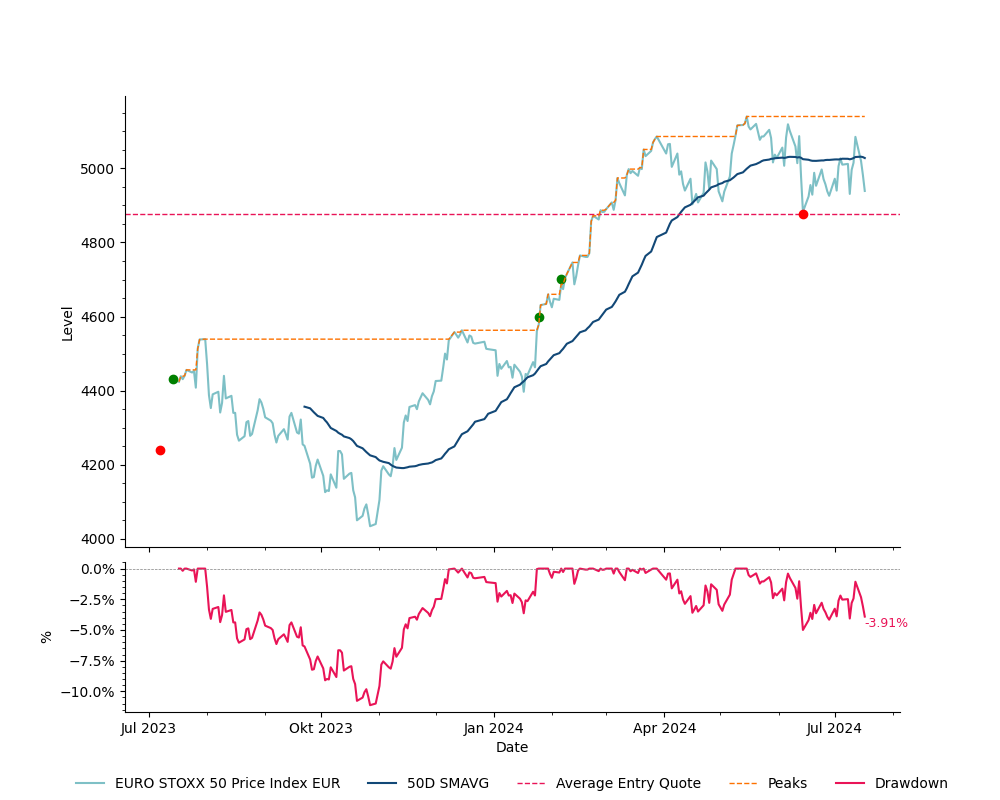 5000
4800
4600
4400
4200
4000
Level
0.0%
−2.5%
−5.0%
−7.5%
−10.0%
%
-3.91%
Jul 2023
Okt 2023
Jan 2024
Apr 2024
Jul 2024
Date
EURO STOXX 50 Price Index EUR
50D SMAVG
Average Entry Quote
Peaks
Drawdown